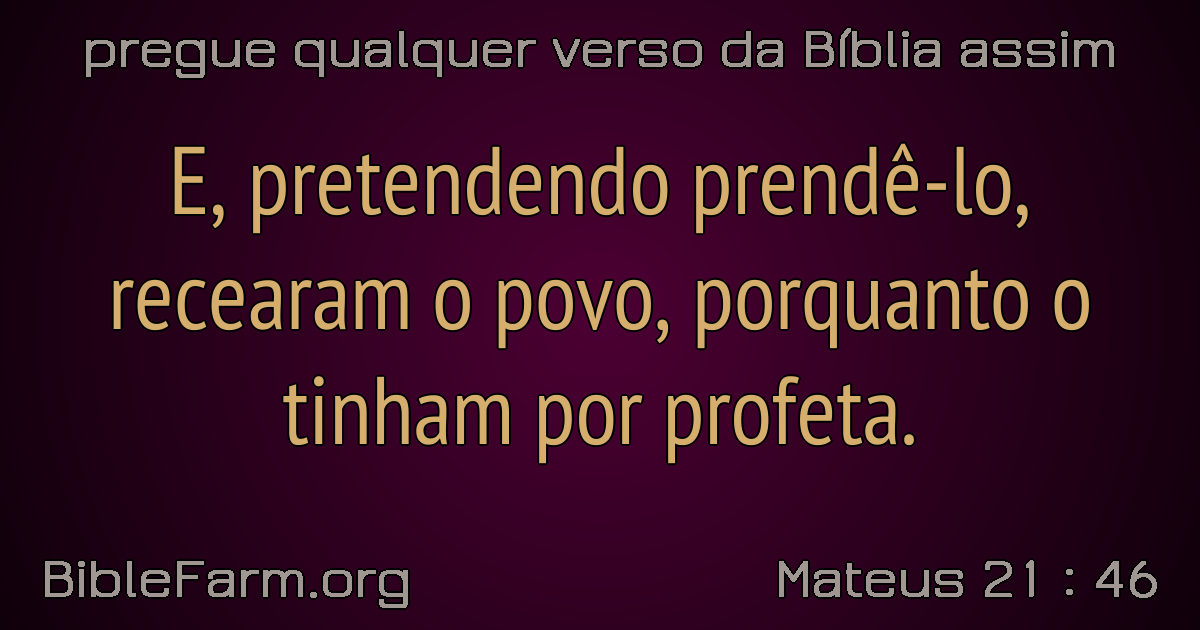 pregue qualquer verso da Bíblia assim
E, pretendendo prendê-lo,
recearam o povo, porquanto o
tinham por profeta.
BibleFarm.org
Mateus 21 : 46